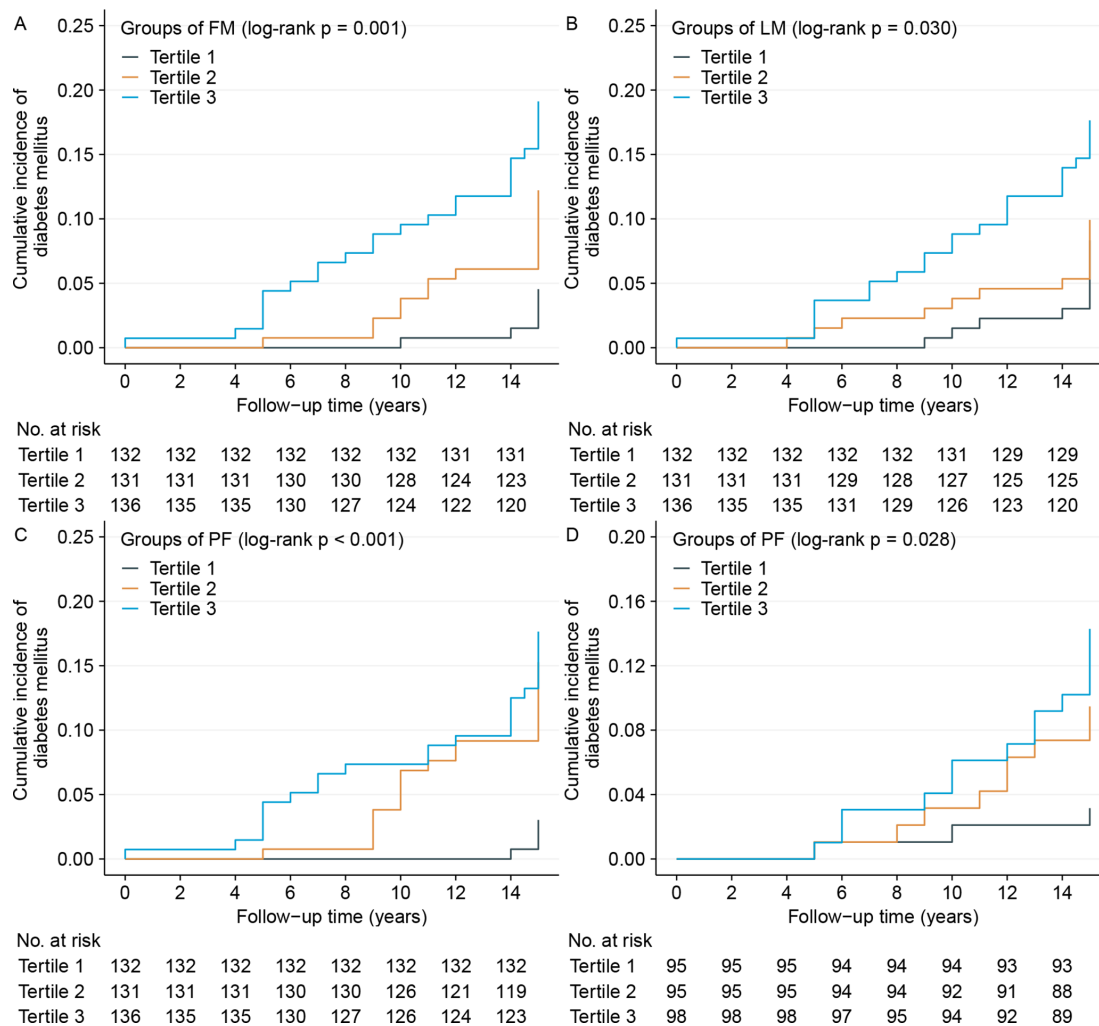 A
Groups of FM (log-rank p = 0.001)
Tertile 1
Tertile 2
Tertile 3
Cumulative incidence of
diabetes mellitus
0.25
0.20
0.15
0.10
0.05
0.00
0 2 4 6 8 10 12 14
Follow−up time (years)
No. at risk
Tertile 1 132 132 132 132 132 132 131 131
Tertile 2 131 131 131 130 130 128 124 123
Tertile 3 136 135 135 130 127 124 122 120
B
Groups of LM (log-rank p = 0.030)
Tertile 1
Tertile 2
Tertile 3
Cumulative incidence of
diabetes mellitus
0.25
0.20
0.15
0.10
0.05
0.00
0 2 4 6 8 10 12 14
Follow−up time (years)
No. at risk
Tertile 1 132 132 132 132 132 131 129 129
Tertile 2 131 131 131 129 128 127 125 125
Tertile 3 136 135 135 131 129 126 123 120
C
Groups of PF (log-rank p < 0.001)
Tertile 1
Tertile 2
Tertile 3
Cumulative incidence of
diabetes mellitus
0.25
0.20
0.15
0.10
0.05
0.00
0 2 4 6 8 10 12 14
Follow−up time (years)
No. at risk
Tertile 1 132 132 132 132 132 132 132 132
Tertile 2 131 131 131 130 130 126 121 119
Tertile 3 136 135 135 130 127 126 124 123
D
Groups of PF (log-rank p = 0.028)
Tertile 1
Tertile 2
Tertile 3
Cumulative incidence of
diabetes mellitus
0.20
0.16
0.12
0.08
0.04
0.00
0 2 4 6 8 10 12 14
Follow−up time (years)
No. at risk
Tertile 1 95 95 95 94 94 94 93 93
Tertile 2 95 95 95 94 94 92 91 88
Tertile 3 98 98 98 97 95 94 92 89